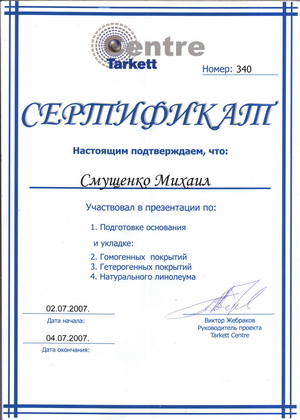 Centre
Tarkett
Номер: 340
СЕРТИФИКАТ
Настоящим подтверждаем, что:
Смущенко Михаил
Участвовал в презентации по:
1. Подготовке основания
и укладке:
2. Гомогенных покрытий
3. Гетерогенных покрытий
4. Натурального линолеума
02.07.2007.
Дата начала:
04.07.2007.
Дата окончания:
Виктор Жебраков
Руководитель проекта
Tarkett Centre